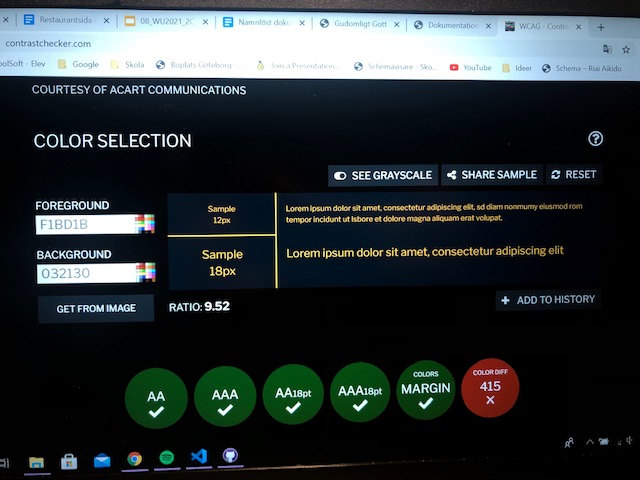 Restaurantsida
08_WU2021_2C
Namnlöst doku
Gudomligt Gott
Dokumentation
WCAG - Contra
contrastchecker.com
oolSoft - Elev
Google
Skola
Boplats Göteborg
Join a Presentation...
Schemavisare - Sko...
YouTube
Ideer
Schema – Riai Aikido
COURTESY OF ACART COMMUNICATIONS
COLOR SELECTION
SEE GRAYSCALE
SHARE SAMPLE
RESET
FOREGROUND
F1BD1B
BACKGROUND
032130
GET FROM IMAGE
Sample
12px
Lorem ipsum dolor sit amet, consectetur adipiscing elit, sd diam nonmumy eiusmod rom
tempor incidunt ut lsbore et dolore magna aliquam erat volupat.
Sample
18px
Lorem ipsum dolor sit amet, consectetur adipiscing elit
RATIO: 9.52
ADD TO HISTORY
AA
AAA
AA18pt
AAA18pt
COLORS
MARGIN
COLOR DIFF
415